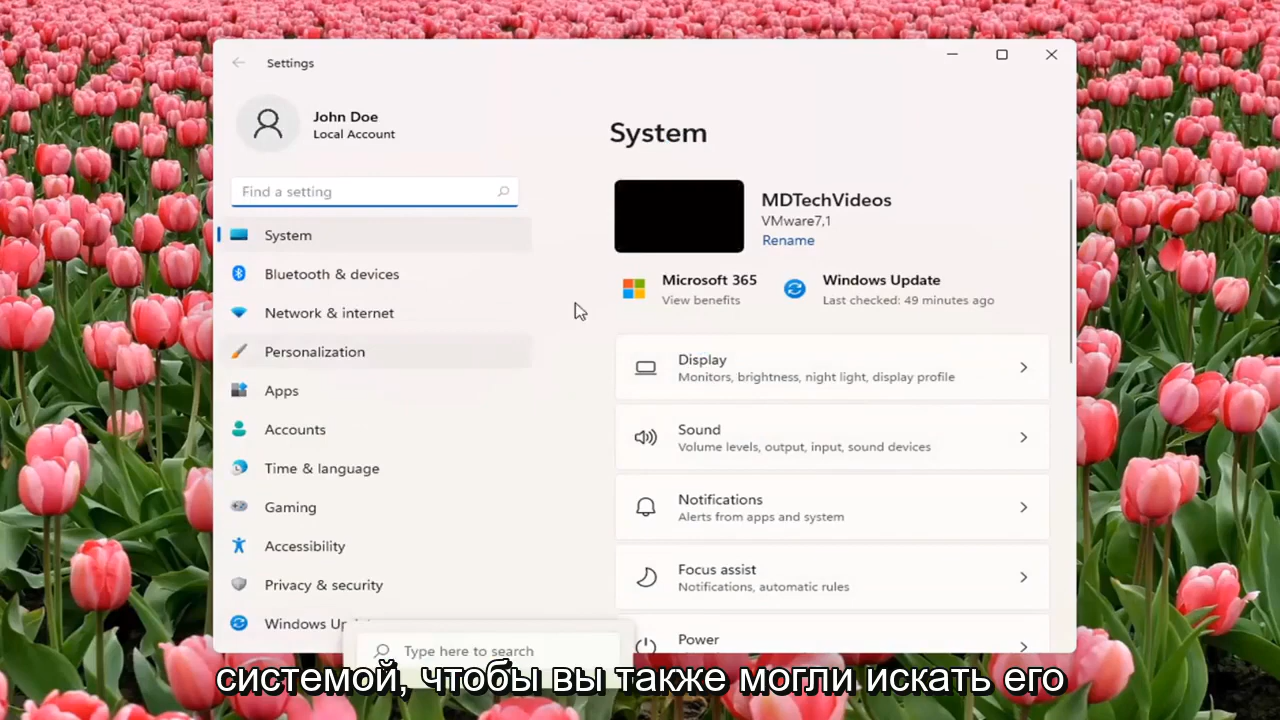 Settings
John Doe
Local Account
Find a setting
System
Bluetooth & devices
Network & internet
Personalization
Apps
Accounts
Time & language
Gaming
Accessibility
Privacy & security
Windows
System
MDTechVideos
VMware7,1
Rename
Microsoft 365
View benefits
Windows Update
Last checked: 49 minutes ago
Display
Monitors, brightness, night light, display profile
Sound
Volume levels, output, input, sound devices
Notifications
Alerts from apps and system
Focus assist
Notifications, automatic rules
Power
Type here to search
системой, чтобы вы также могли искать его